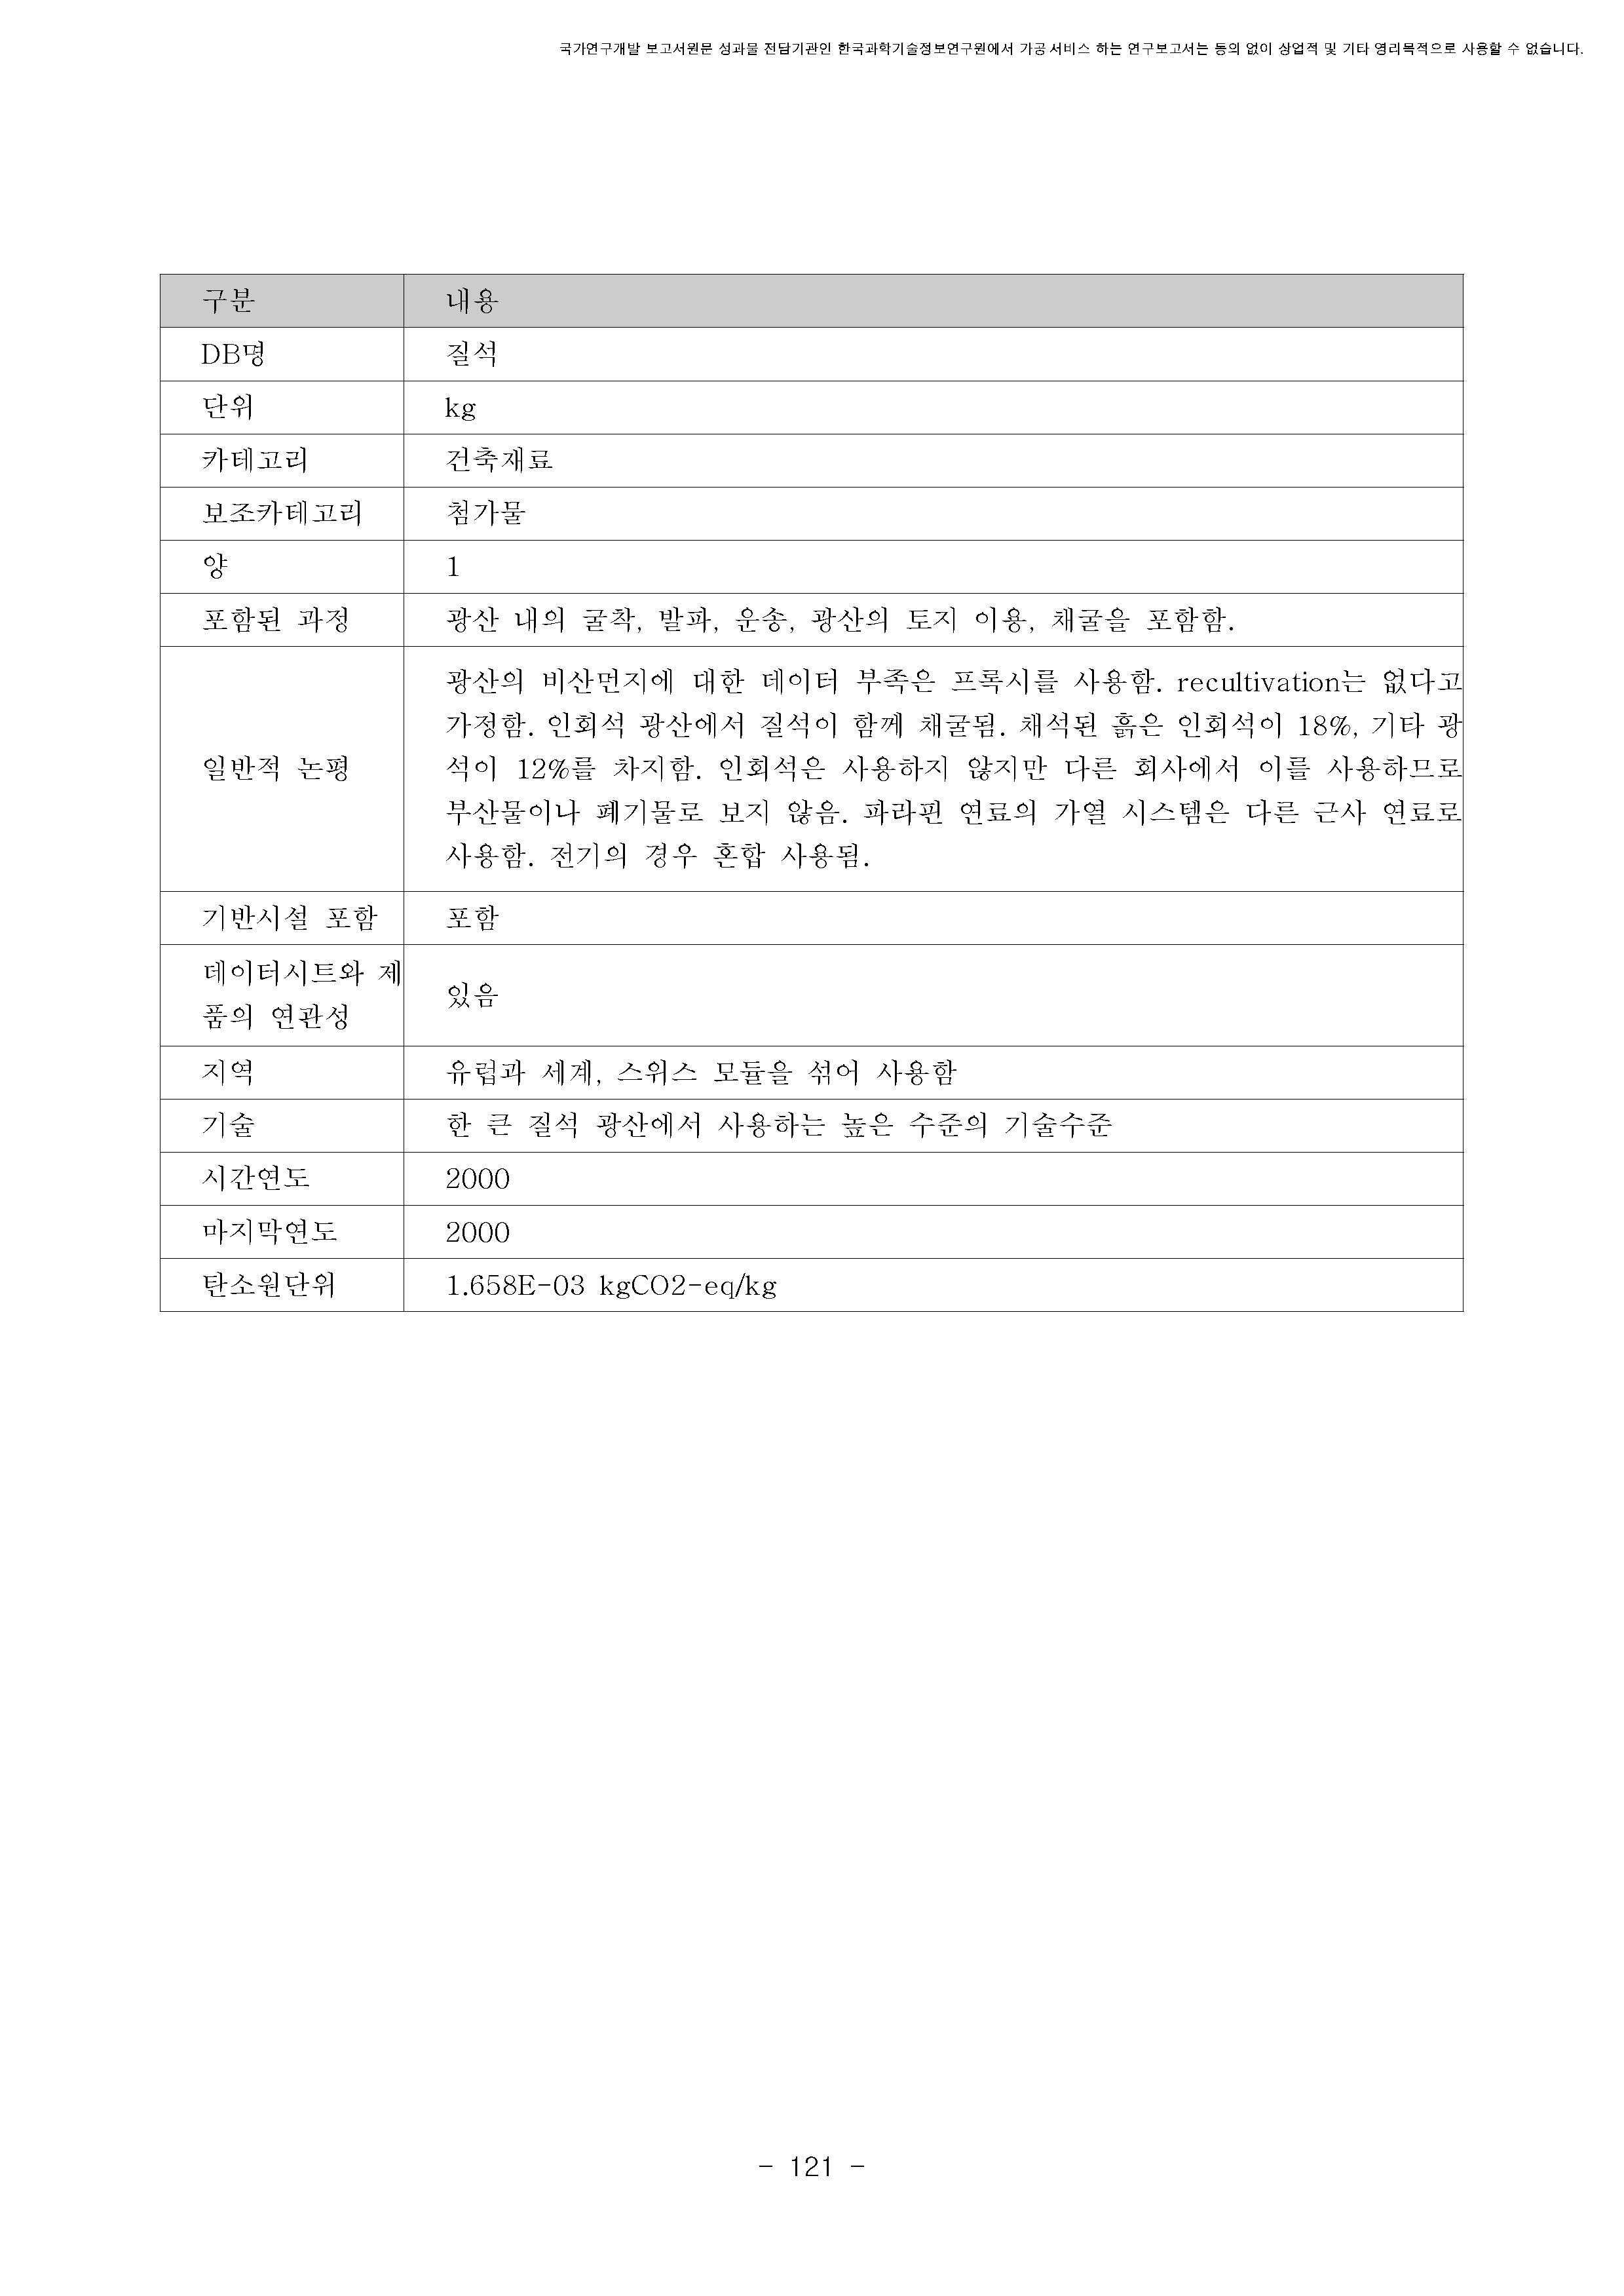 국가연구개발 보고서원문 성과물 전담기관인 한국과학기술정보연구원에서 가공·서비스 하는 연구보고서는 동의 없이 상업적 및 기타 영리목적으로 사용할 수 없습니다.
구분 내용
DB명 질석
단위 kg
카테고리 건축재료
보조카테고리 첨가물
양 1
포함된 과정 광산 내의 굴착, 발파, 운송, 광산의 토지 이용, 채굴을 포함함.
광산의 비산먼지에 대한 데이터 부족은 프록시를 사용함. recultivation는 없다고
가정함. 인회석 광산에서 질석이 함께 채굴됨. 채석된 흙은 인회석이 18%, 기타 광
일반적 논평 석이 12%를 차지함. 인회석은 사용하지 않지만 다른 회사에서 이를 사용하므로
부산물이나 폐기물로 보지 않음. 파라핀 연료의 가열 시스템은 다른 근사 연료로
사용함. 전기의 경우 혼합 사용됨.
기반시설 포함 포함
데이터시트와 제
품의 연관성 있음
지역 유럽과 세계, 스위스 모듈을 섞어 사용함
기술 한 큰 질석 광산에서 사용하는 높은 수준의 기술수준
시간연도 2000
마지막연도 2000
탄소원단위 1.658E-03 kgCO2-eq/kg
- 121 -